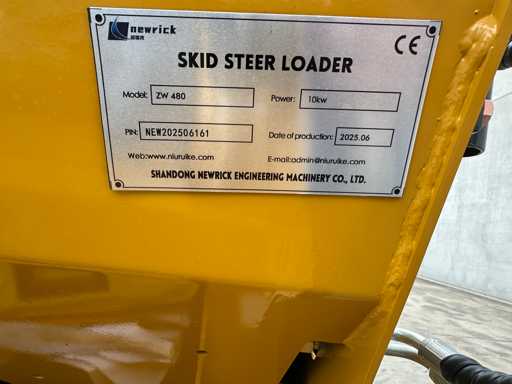 newrick
CE
SKID STEER LOADER
Model: ZW 480
Power: 10kw
PIN: NEW202506161
Date of production: 2025.06
Web:www.niuruike.com
E-mail:admin@niuruike.com
SHANDONG NEWRICK ENGINEERING MACHINERY CO., LTD.